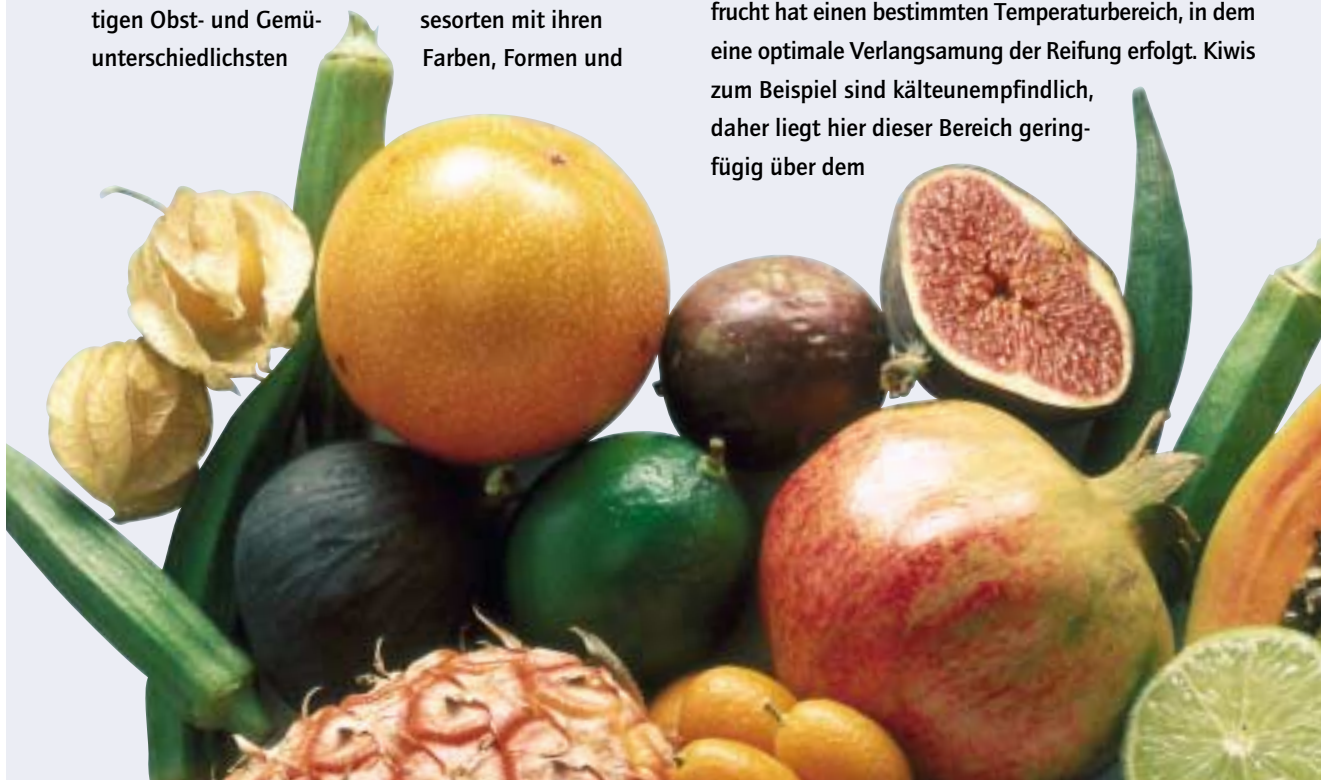 tigen Obst- und Gemü-
sesorten mit ihren
unterschiedlichsten
Farben, Formen und
frucht hat einen bestimmten Temperaturbereich, in dem
eine optimale Verlangsamung der Reifung erfolgt. Kiwis
zum Beispiel sind kälteunempfindlich,
daher liegt hier dieser Bereich gering-
fügig über dem